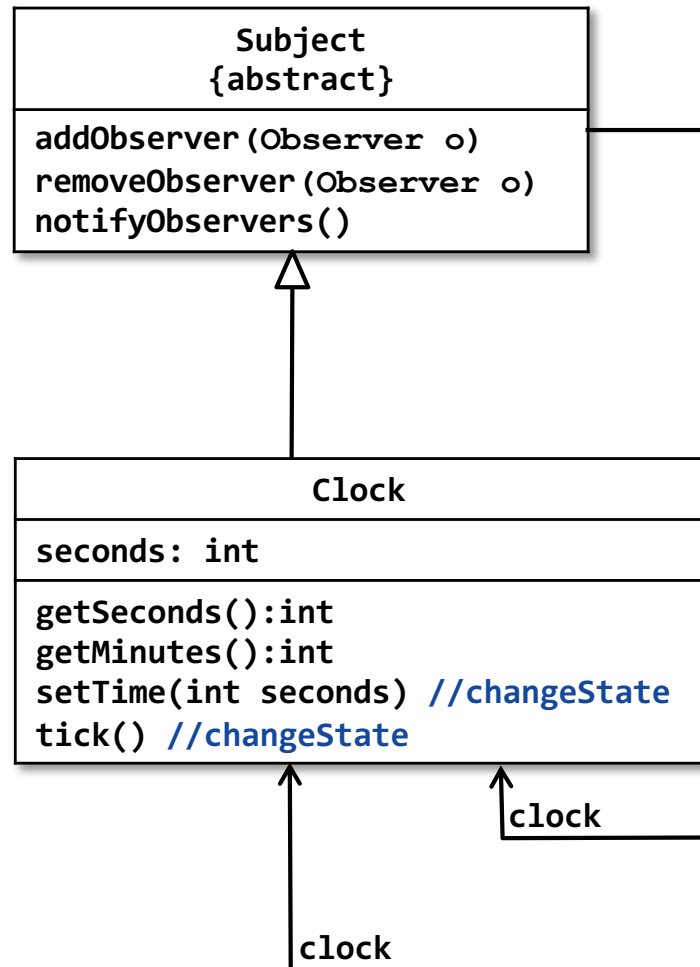 Subject
{abstract}
addObserver(Observer o)
removeObserver(Observer o)
notifyObservers()
Clock
seconds: int
getSeconds():int
getMinutes():int
setTime(int seconds) //changeState
tick() //changeState
clock
clock